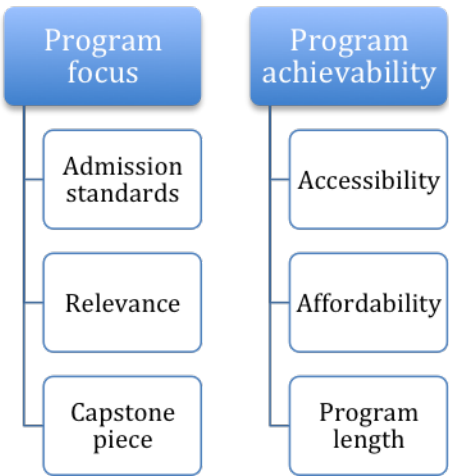 Program
focus
Admission
standards
Relevance
Capstone
piece
Program
achievability
Accessibility
Affordability
Program
length